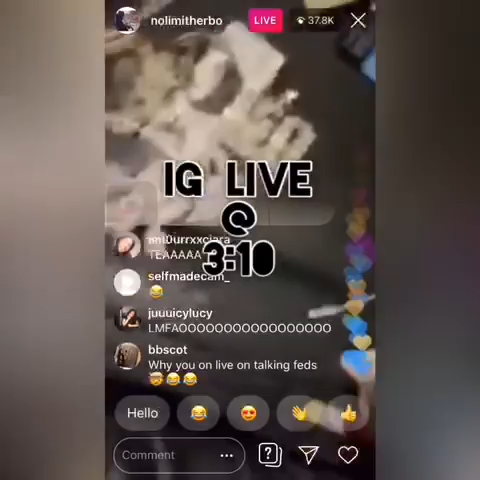 nolimitherbo LIVE 37.8K
IG LIVE
@
3:10
TEAAAAA
selfmadecam_
😂
juuuicylucy
LMFAOOOOOOOOOOOOOOOOO
bbscot
Why you on live on talking feds
🤯😂😂
Hello 😂 😍 👋 👍
Comment ...